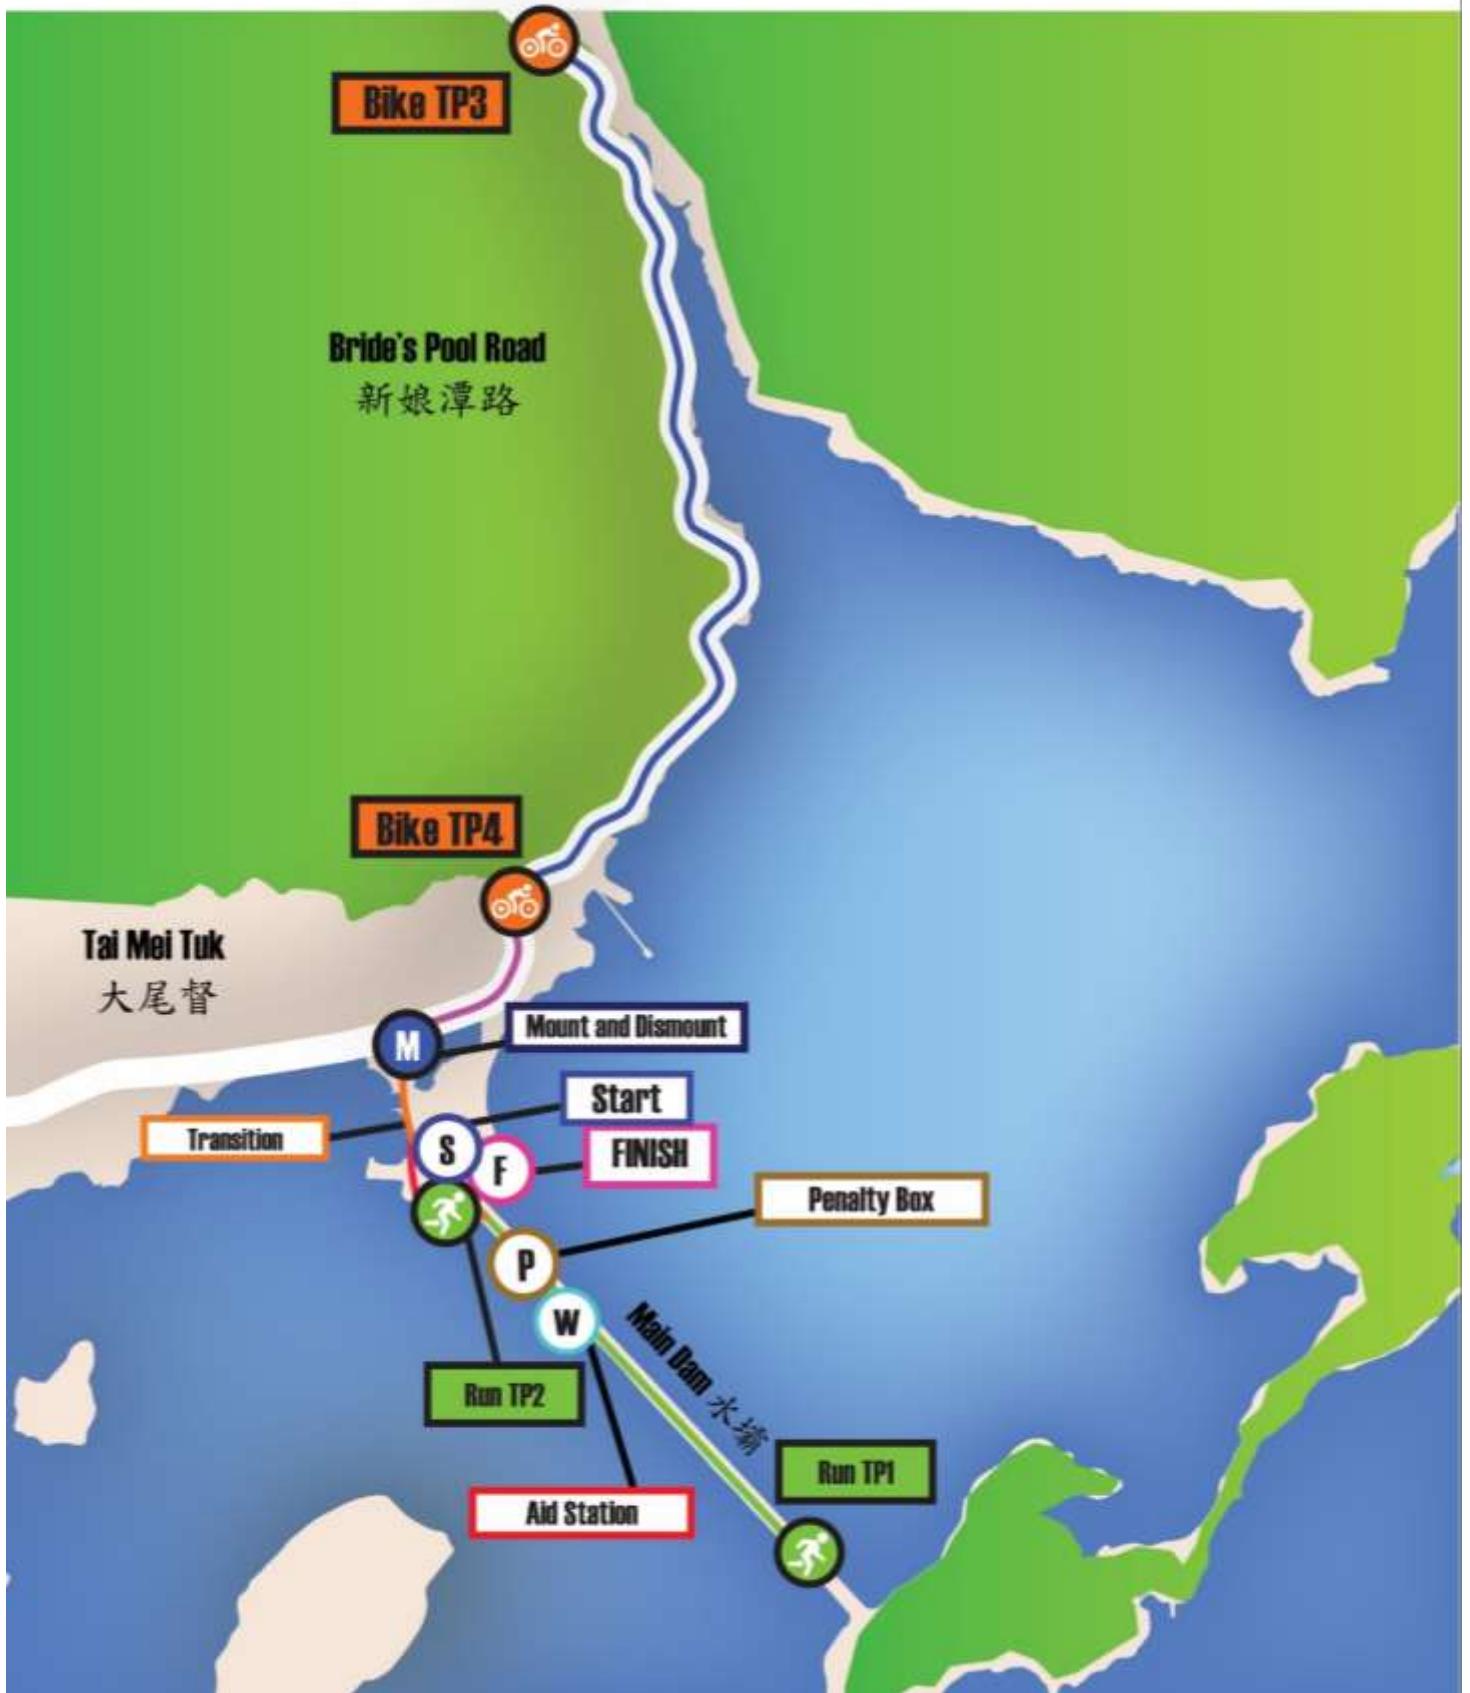 Bike TP3
Bride's Pool Road
新娘潭路
Bike TP4
Tai Mei Tuk
大尾督
M
Mount and Dismount
Start
Transition
S
F
FINISH
Penalty Box
P
W
Main Dam 水壩
Run TP2
Run TP1
Aid Station